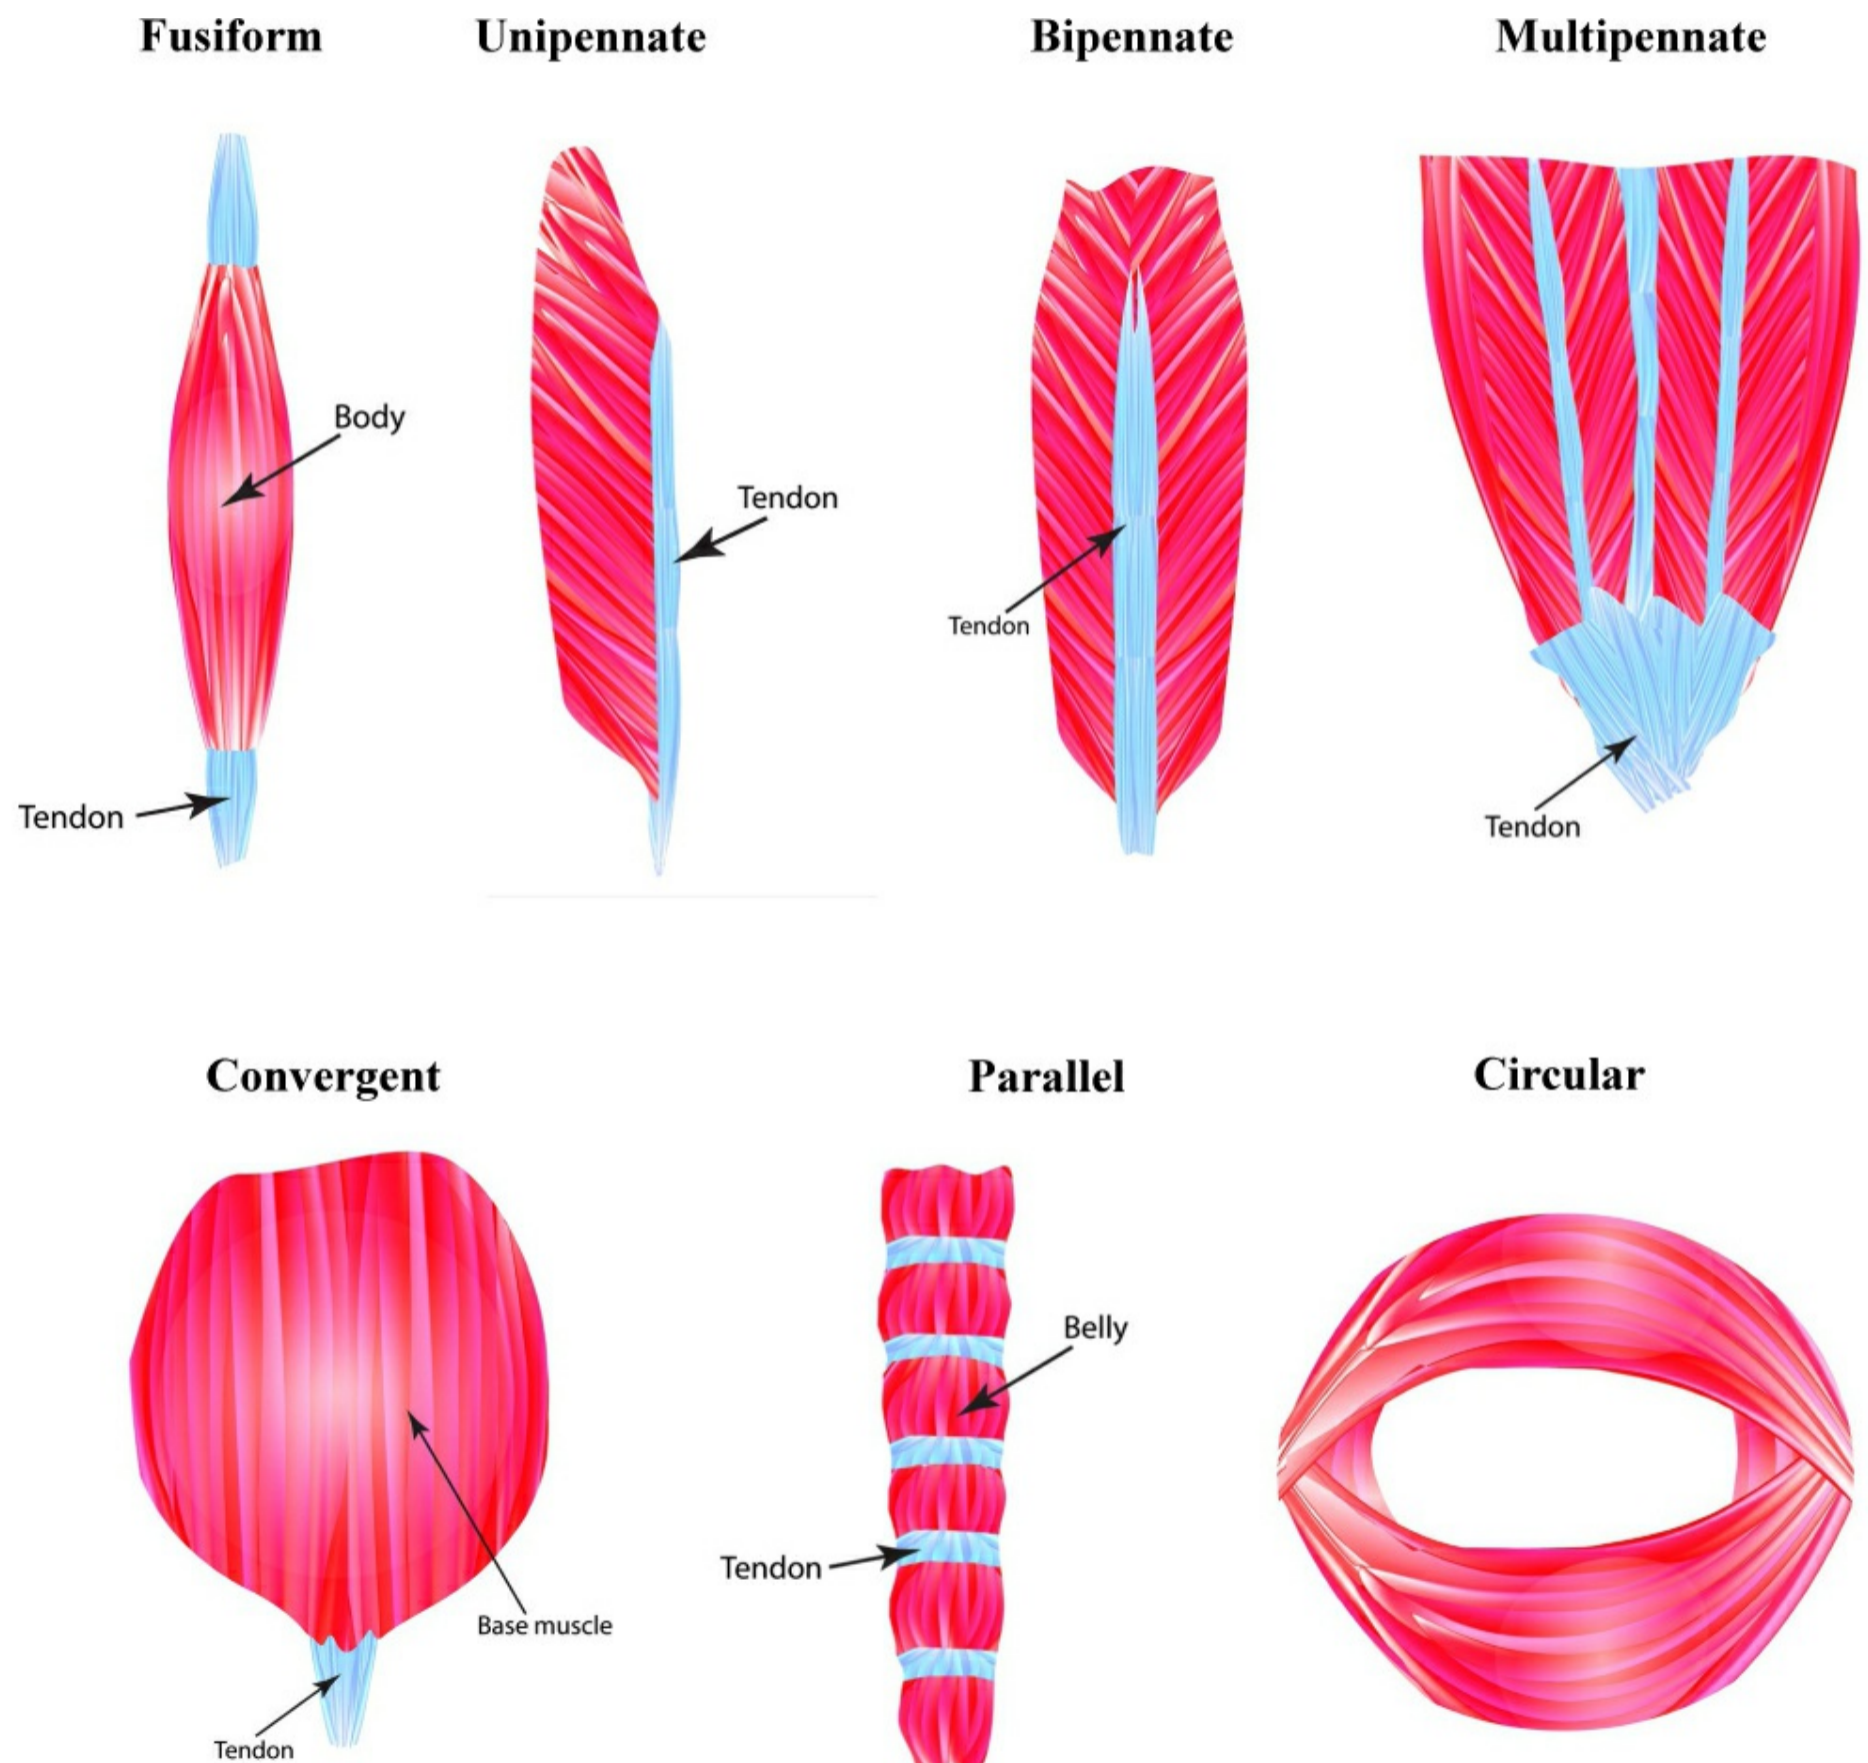 Fusiform
Unipennate
Bipennate
Multipennate
Body
Tendon
Tendon
Tendon
Tendon
Convergent
Parallel
Circular
Belly
Tendon
Base muscle
Tendon